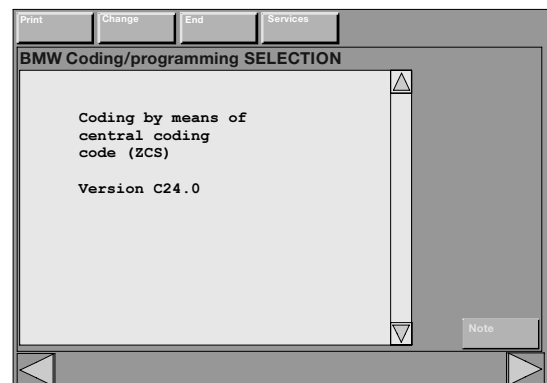 Print Change End Services
BMW Coding/programming SELECTION
Coding by means of
central coding
code (ZCS)
Version C24.0
Note